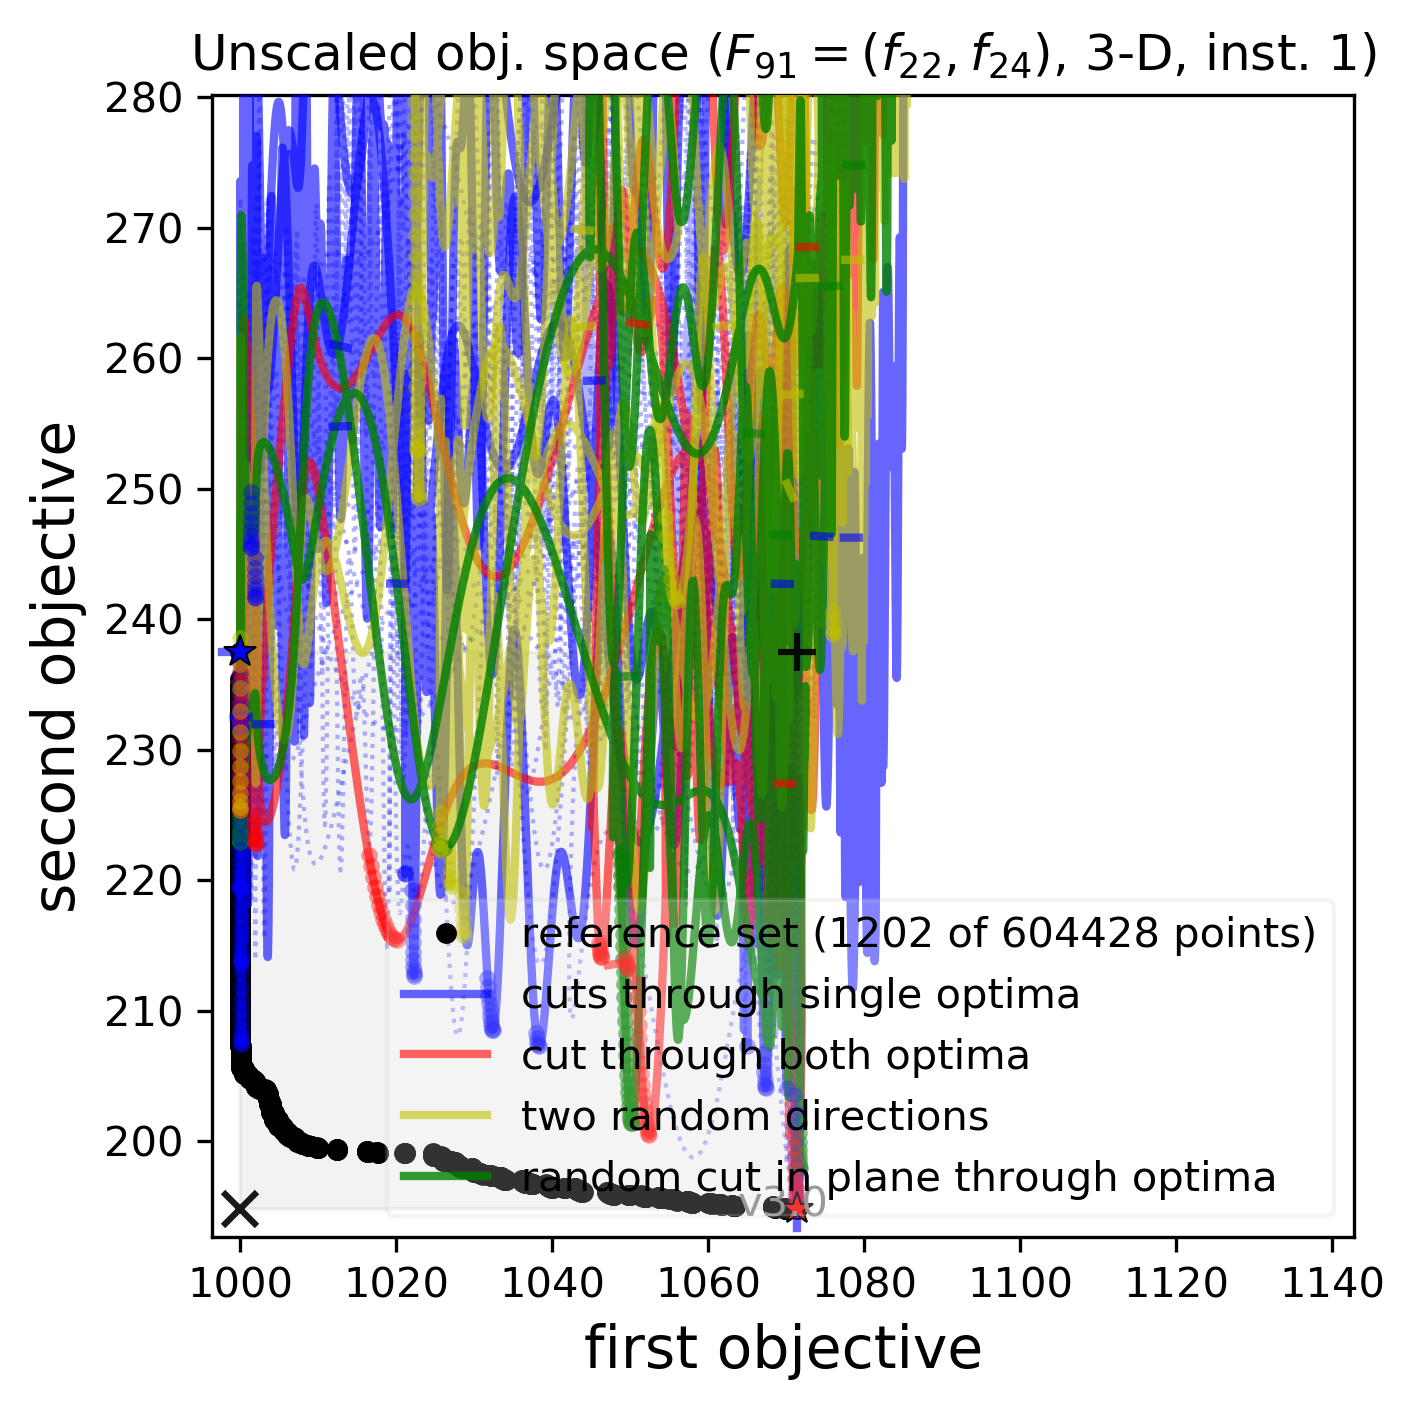 Unscaled obj. space (F₉₁ = (f₂₂, f₂₄), 3-D, inst. 1)
280
270
260
250
240
230
220
210
200
second objective
reference set (1202 of 604428 points)
cuts through single optima
cut through both optima
two random directions
random cut in plane through optima
v3.0
1000 1020 1040 1060 1080 1100 1120 1140
first objective